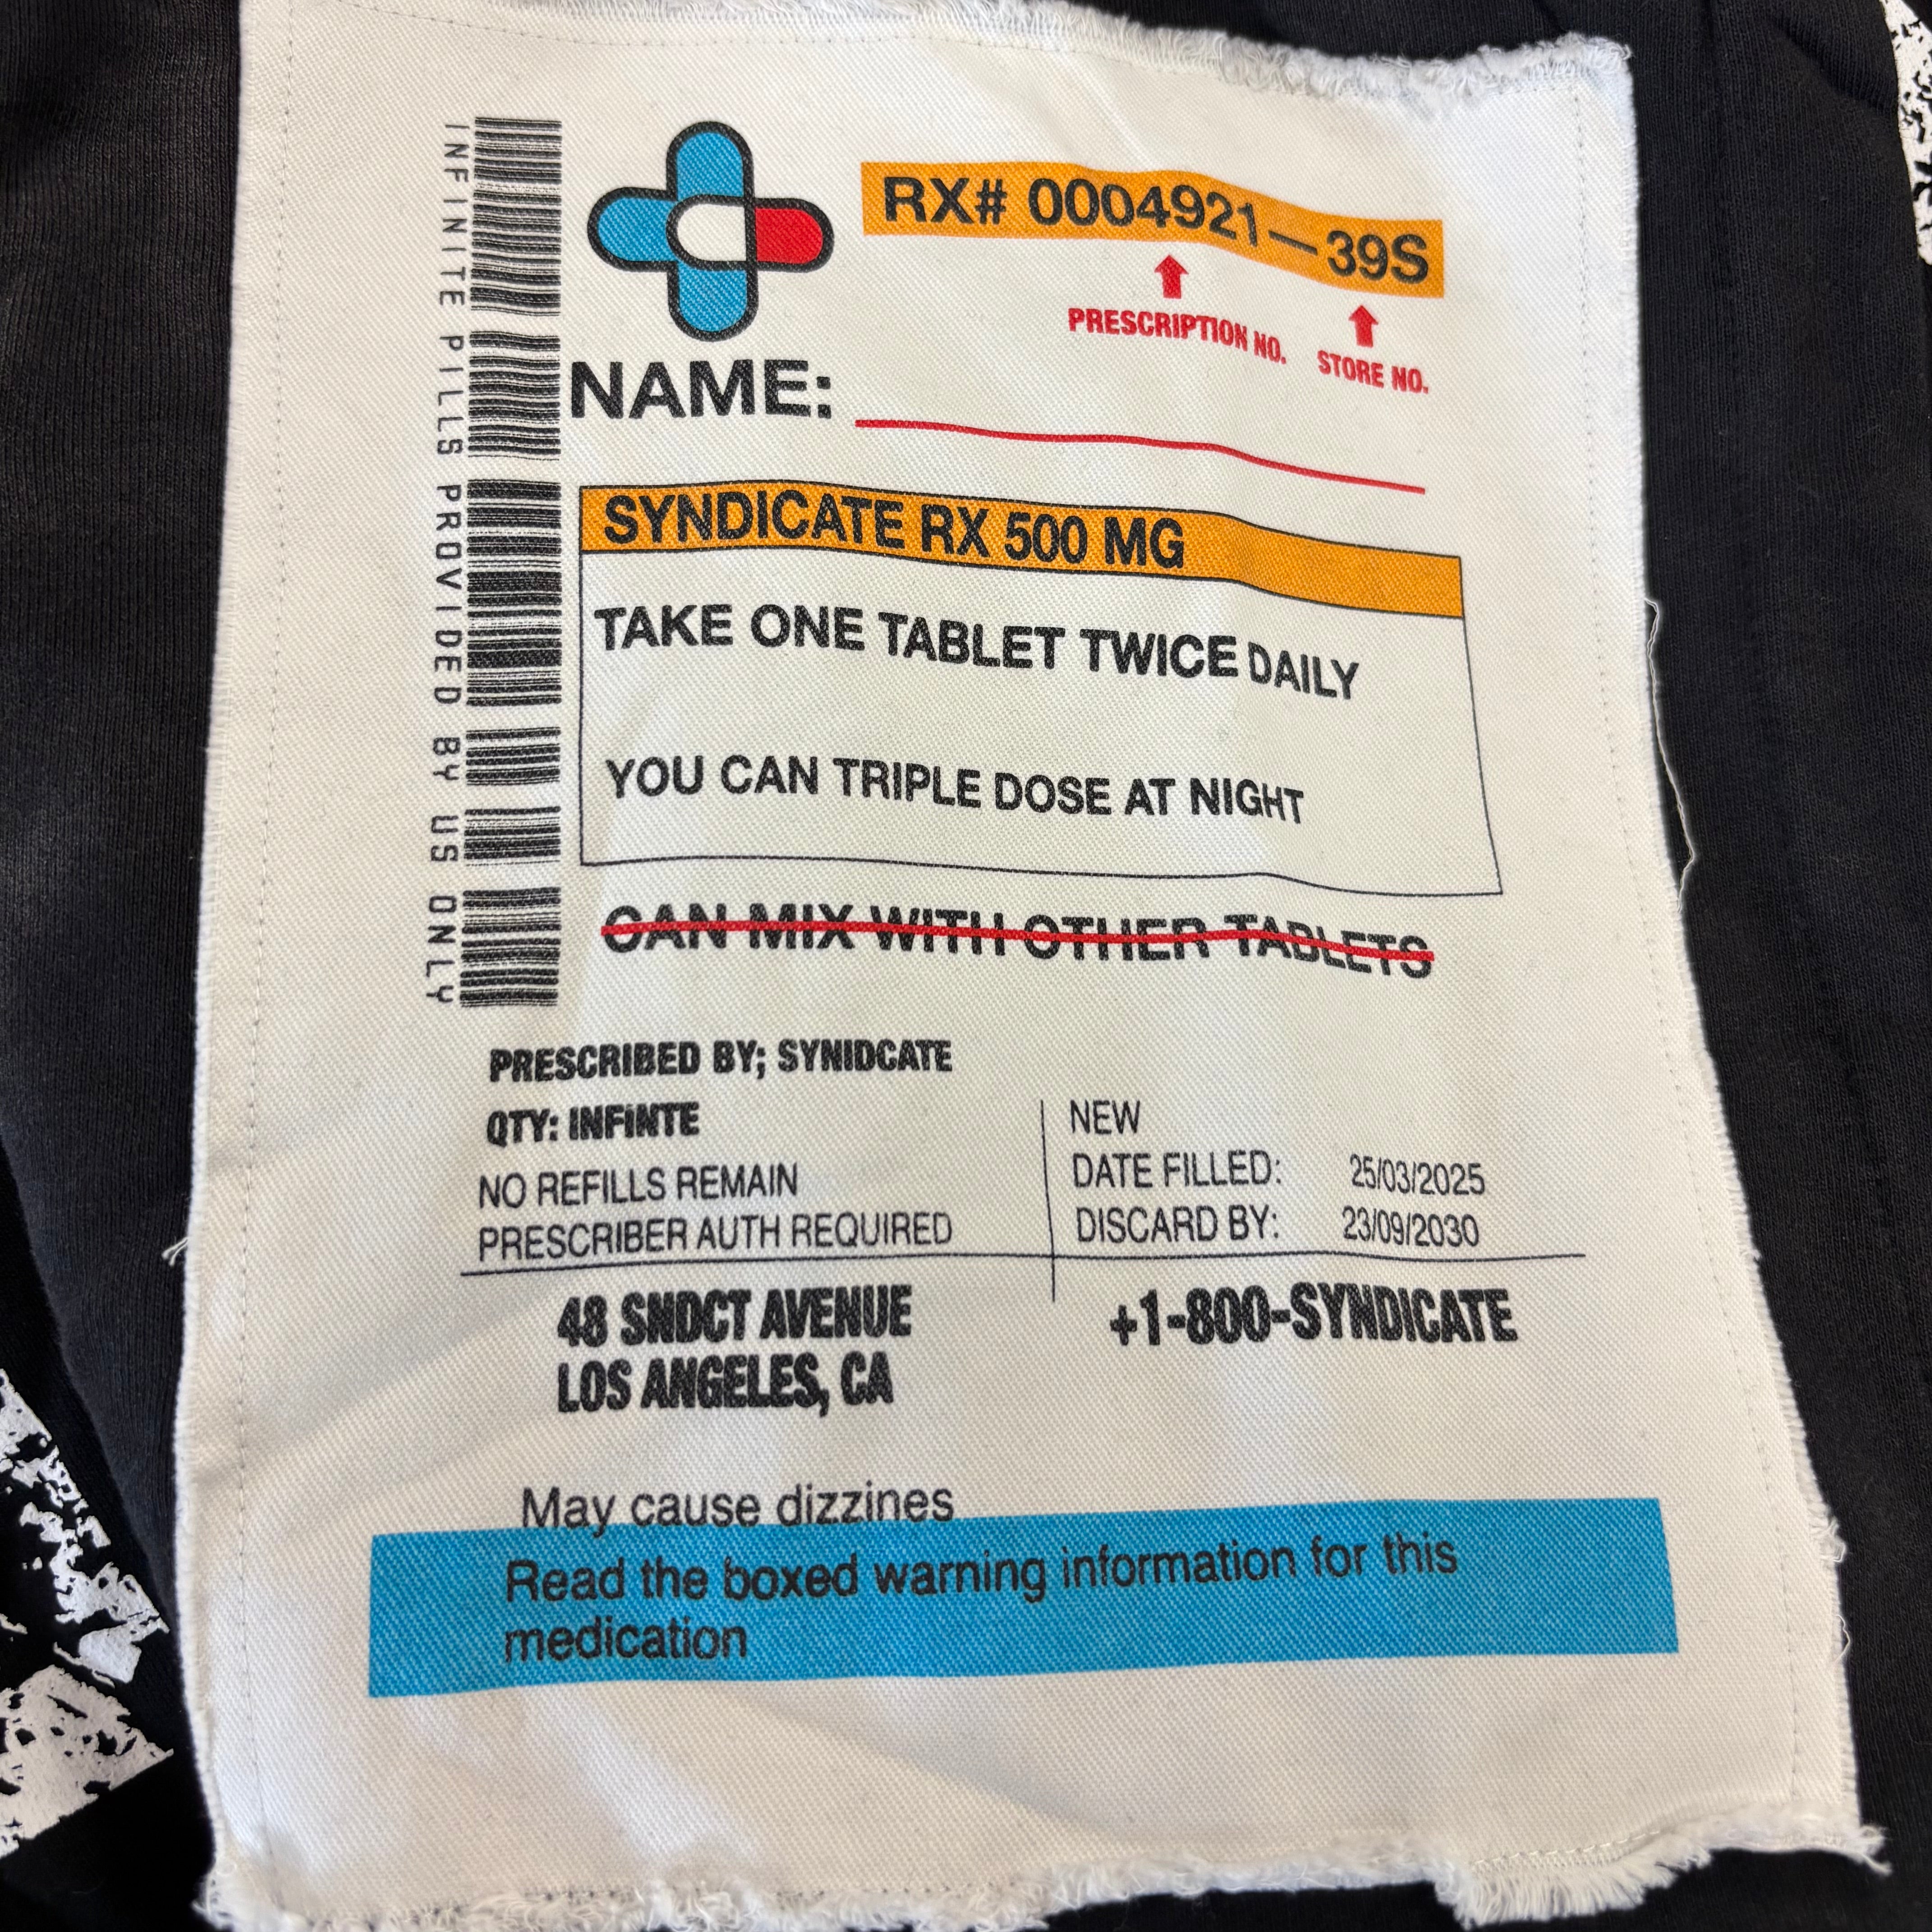 INFINITE PILLS PROVIDED BY US ONLY
RX# 0004921—39S
PRESCRIPTION NO.
STORE NO.
NAME:
SYNDICATE RX 500 MG
TAKE ONE TABLET TWICE DAILY
YOU CAN TRIPLE DOSE AT NIGHT
CAN MIX WITH OTHER TABLETS
PRESCRIBED BY; SYNIDCATE
QTY: INFiNTE
NO REFILLS REMAIN
PRESCRIBER AUTH REQUIRED
NEW
DATE FILLED: 25/03/2025
DISCARD BY: 23/09/2030
48 SNDCT AVENUE
LOS ANGELES, CA
+1-800-SYNDICATE
May cause dizzines
Read the boxed warning information for this
medication